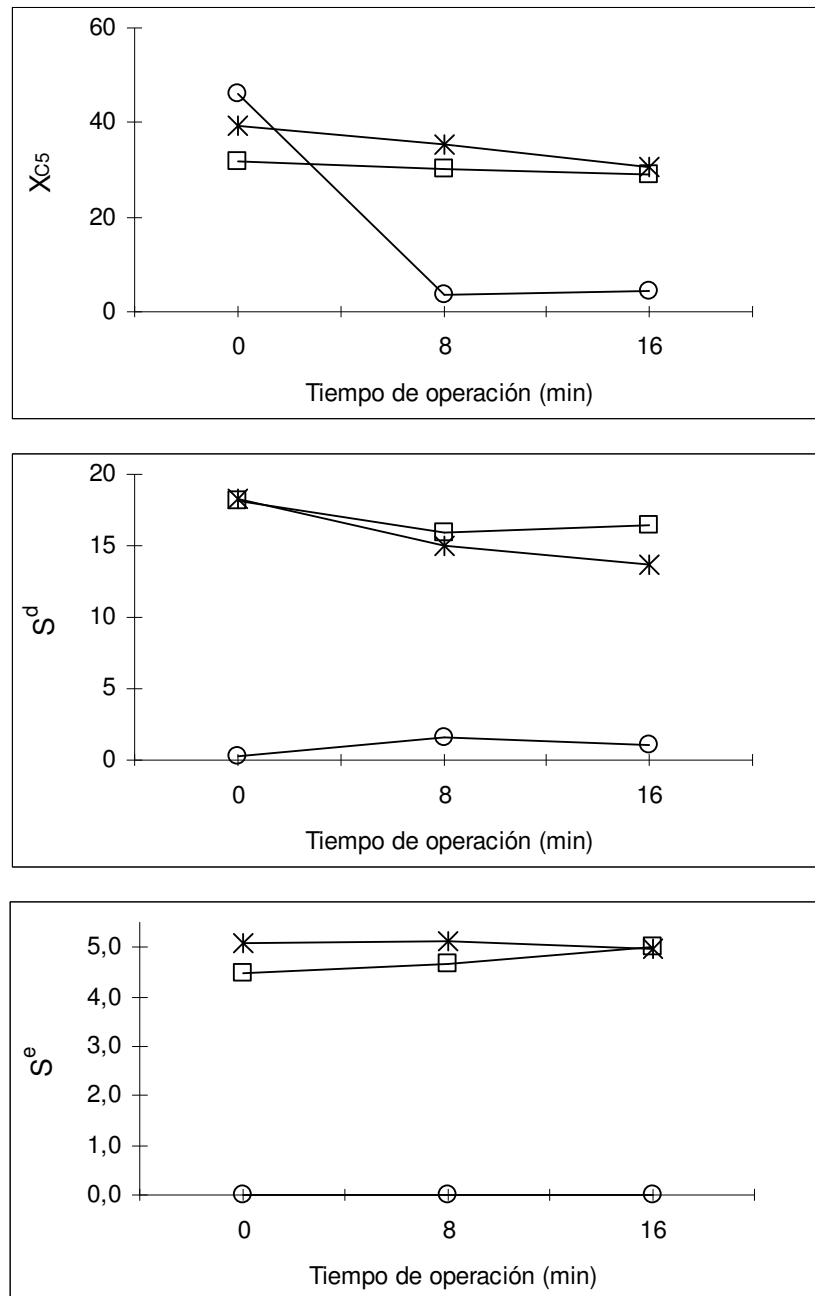 60
40
20
0
XC5
0 8 16
Tiempo de operación (min)
20
15
10
5
0
Sd
0 8 16
Tiempo de operación (min)
5,0
4,0
3,0
2,0
1,0
0,0
Se
0 8 16
Tiempo de operación (min)